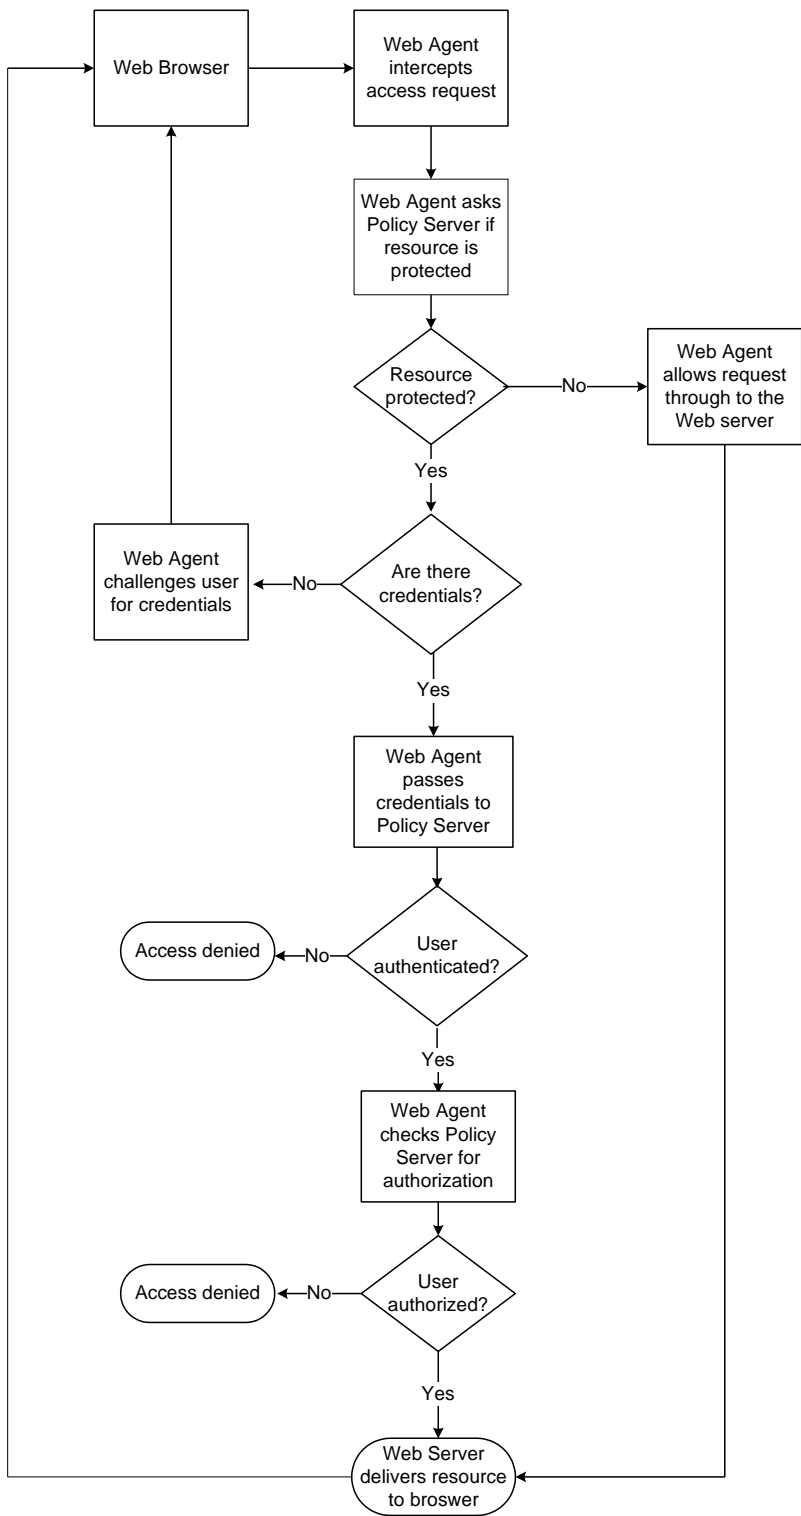 Web Browser
Web Agent
intercepts
access request
Web Agent asks
Policy Server if
resource is
protected
Resource
protected?
No
Web Agent
allows request
through to the
Web server
Yes
Web Agent
challenges user
for credentials
No
Are there
credentials?
Yes
Web Agent
passes
credentials to
Policy Server
Access denied
No
User
authenticated?
Yes
Web Agent
checks Policy
Server for
authorization
Access denied
No
User
authorized?
Yes
Web Server
delivers resource
to broswer